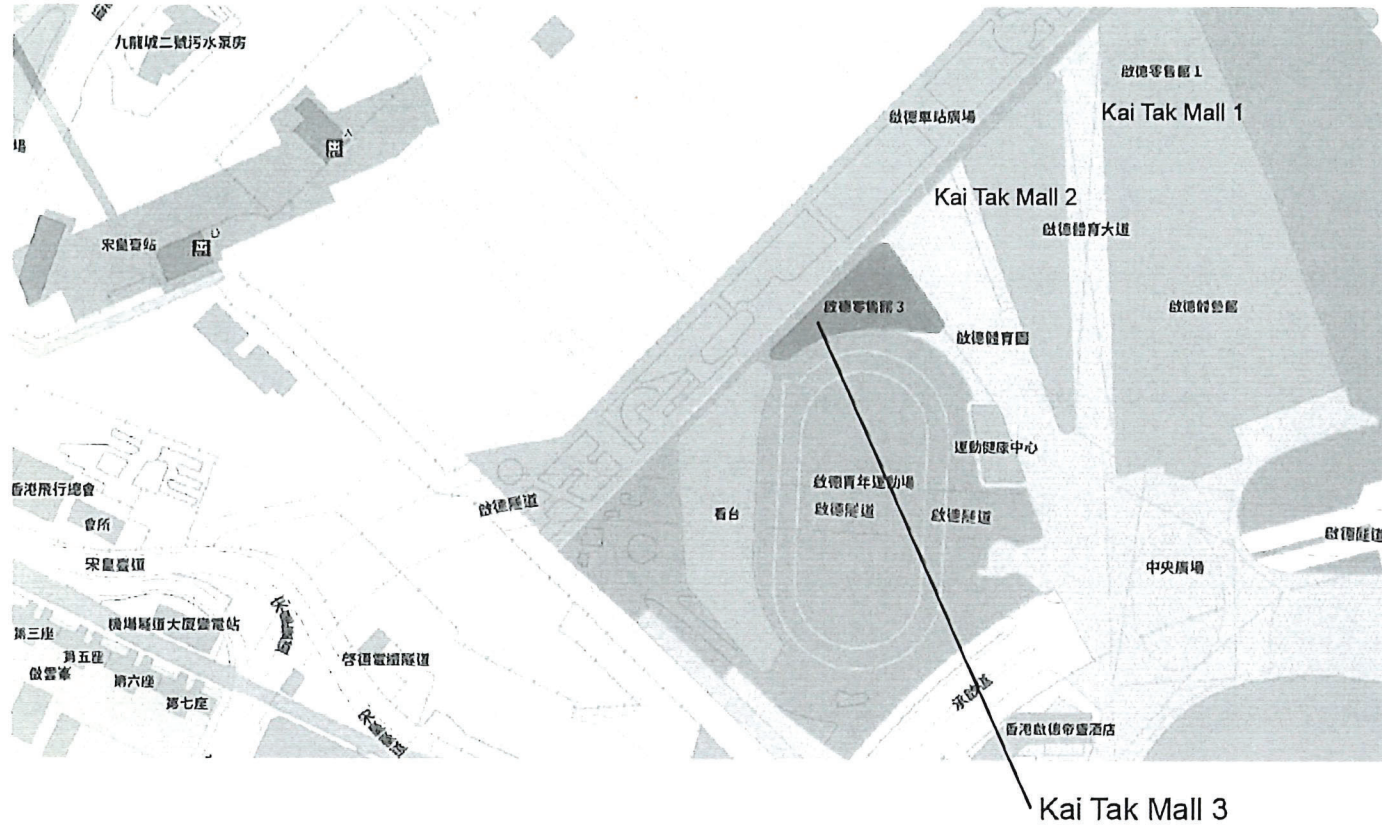 九龍城二號污水泵房
啟德零售館 1
Kai Tak Mall 1
啟德車站廣場
場
Kai Tak Mall 2
宋皇臺站
啟德體育大道
啟德零售館 3
啟德體藝館
啟德體育園
運動健康中心
啟德青年運動場
香港飛行總會
啟德隧道
看台
啟德隧道
啟德隧道
會所
啟德隧道
宋皇臺道
中央廣場
機場隧道大廈變電站
第三座
第五座
啟德電纜隧道
第六座
第七座
承啟道
香港啟德帝盛酒店
Kai Tak Mall 3